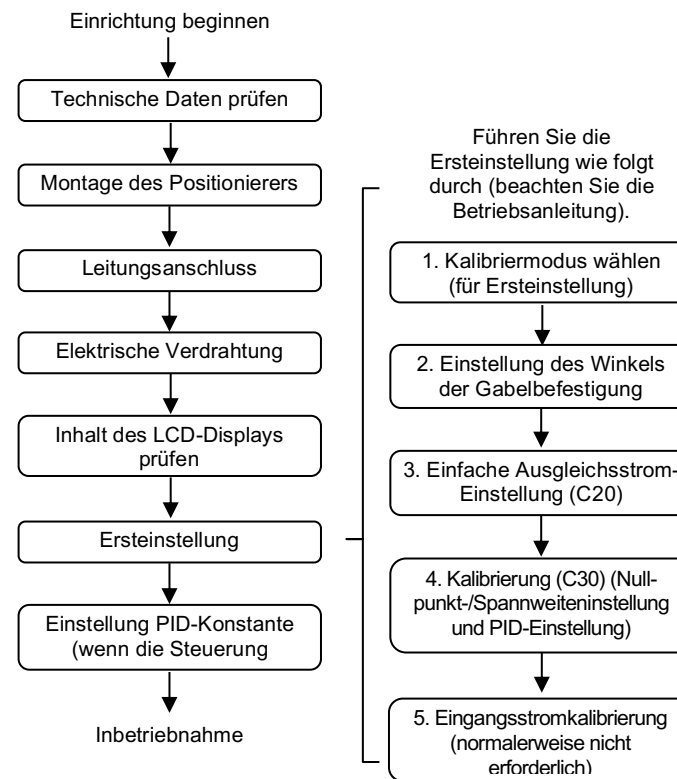 Einrichtung beginnen
Technische Daten prüfen
Montage des Positionierers
Leitungsanschluss
Elektrische Verdrahtung
Inhalt des LCD-Displays
prüfen
Ersteinstellung
Einstellung PID-Konstante
(wenn die Steuerung
Inbetriebnahme
Führen Sie die
Ersteinstellung wie folgt
durch (beachten Sie die
Betriebsanleitung).
1. Kalibriermodus wählen
(für Ersteinstellung)
2. Einstellung des Winkels
der Gabelbefestigung
3. Einfache Ausgleichsstrom-
Einstellung (C20)
4. Kalibrierung (C30) (Null-
punkt-/Spannweiteninstellung
und PID-Einstellung)
5. Eingangsstromkalibrierung
(normalerweise nicht
erforderlich)